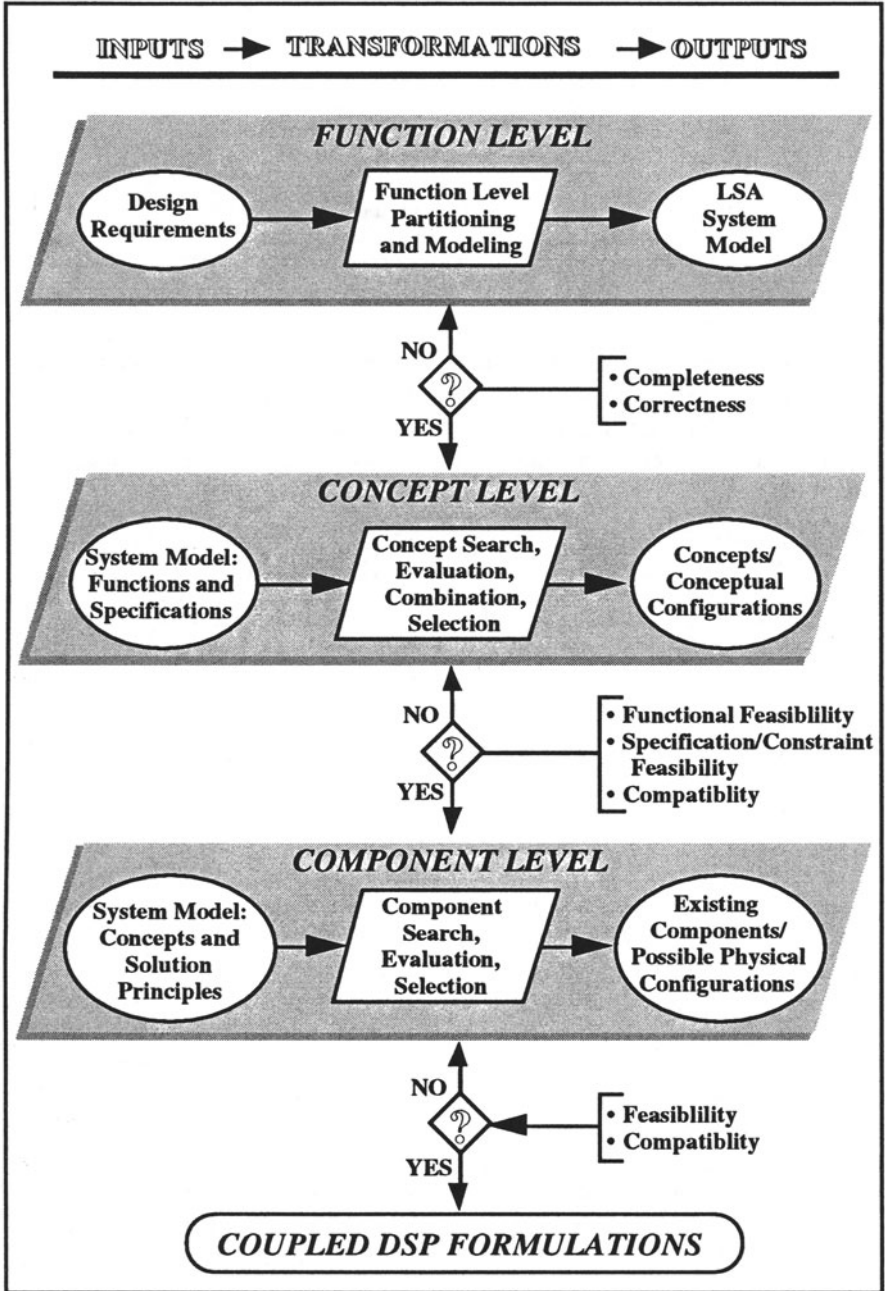 INPUTS TRANSFORMATIONS OUTPUTS
FUNCTION LEVEL
Design
Requirements
Function Level
Partitioning
and Modeling
LSA
System
Model
NO
?
YES
• Completeness
• Correctness
CONCEPT LEVEL
System Model:
Functions and
Specifications
Concept Search,
Evaluation,
Combination,
Selection
Concepts/
Conceptual
Configurations
NO
?
YES
• Functional Feasiblility
• Specification/Constraint
Feasibility
• Compatiblity
COMPONENT LEVEL
System Model:
Concepts and
Solution
Principles
Component
Search,
Evaluation,
Selection
Existing
Components/
Possible Physical
Configurations
NO
?
YES
• Feasiblility
• Compatiblity
COUPLED DSP FORMULATIONS